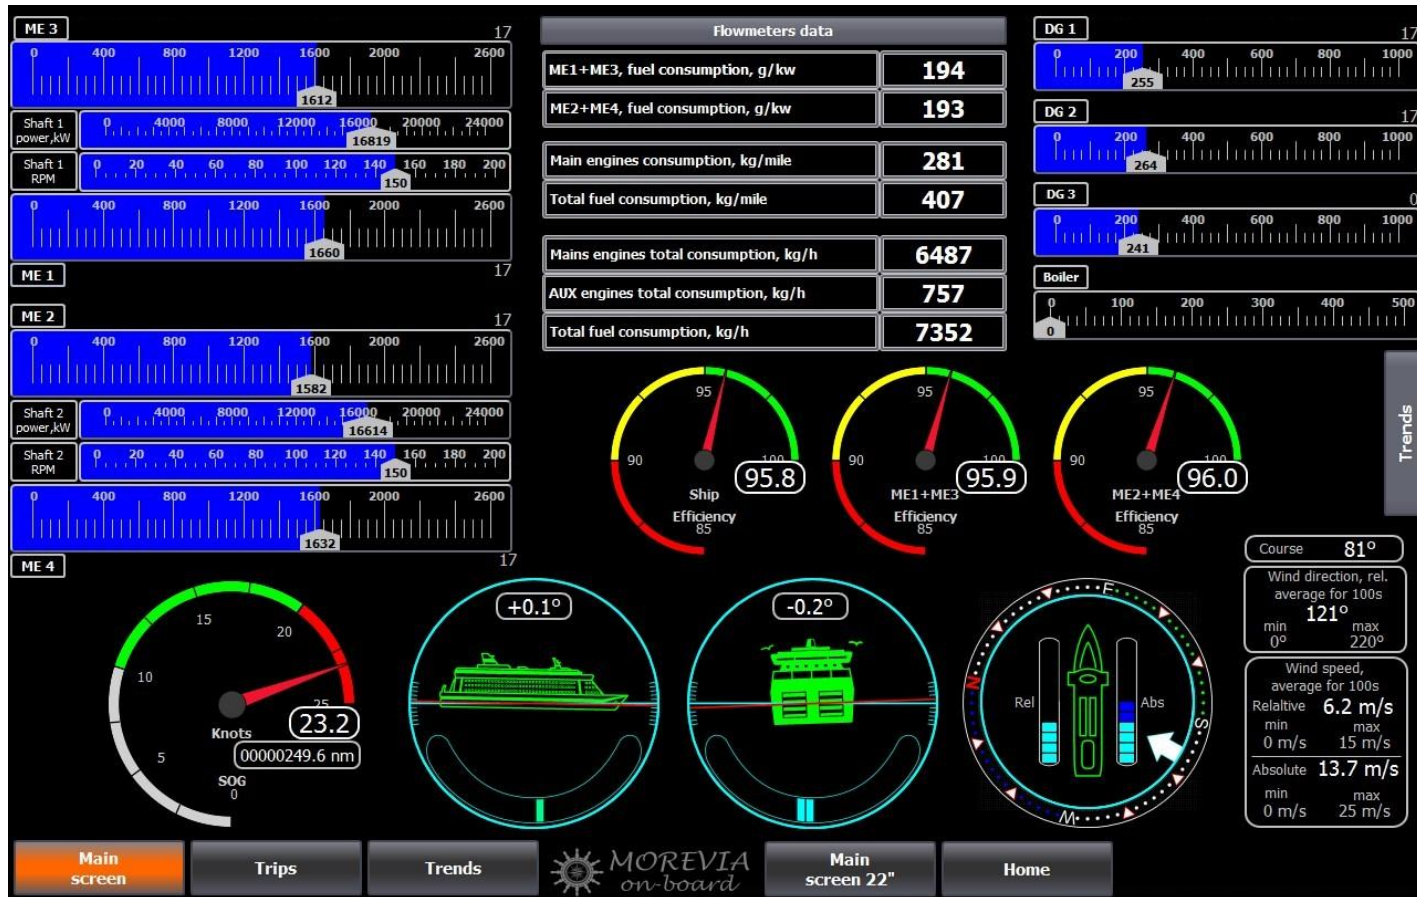 ME 3
17
0 400 800 1200 1600 2000 2600
1612
Shaft 1
power,kW
0 4000 8000 12000 16000 20000 24000
16819
Shaft 1
RPM
0 20 40 60 80 100 120 140 160 180 200
150
0 400 800 1200 1600 2000 2600
1660
ME 1
17
ME 2
17
0 400 800 1200 1600 2000 2600
1582
Shaft 2
power,kW
0 4000 8000 12000 16000 20000 24000
16614
Shaft 2
RPM
0 20 40 60 80 100 120 140 160 180 200
150
0 400 800 1200 1600 2000 2600
1632
ME 4
17
Flowmeters data
ME1+ME3, fuel consumption, g/kw 194
ME2+ME4, fuel consumption, g/kw 193
Main engines consumption, kg/mile 281
Total fuel consumption, kg/mile 407
Mains engines total consumption, kg/h 6487
AUX engines total consumption, kg/h 757
Total fuel consumption, kg/h 7352
DG 1
17
0 200 400 600 800 1000
255
DG 2
17
0 200 400 600 800 1000
264
DG 3
0
0 200 400 600 800 1000
241
Boiler
0 100 200 300 400 500
0
Trends
95
90
100
95.8
Ship
Efficiency
85
95
90
100
95.9
ME1+ME3
Efficiency
85
95
90
100
96.0
ME2+ME4
Efficiency
85
15
20
10
25
5
23.2
Knots
00000249.6 nm
SOG
0
+0.1°
-0.2°
E
N
S
W
Rel
Abs
Course 81°
Wind direction, rel.
average for 100s
121°
min max
0° 220°
Wind speed,
average for 100s
Relaltive 6.2 m/s
min max
0 m/s 15 m/s
Absolute 13.7 m/s
min max
0 m/s 25 m/s
Main
screen
Trips
Trends
MOREVIA
on-board
Main
screen 22"
Home